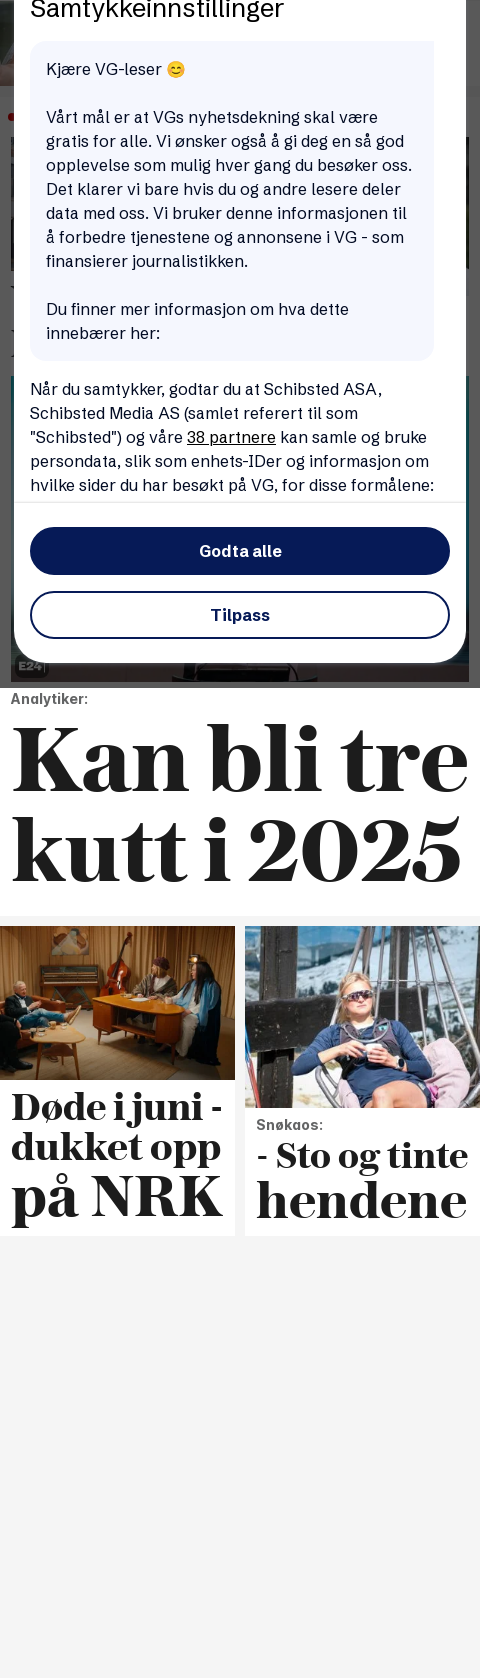 Samtykkeinnstillinger
Kjære VG-leser 😊
Vårt mål er at VGs nyhetsdekning skal være
gratis for alle. Vi ønsker også å gi deg en så god
opplevelse som mulig hver gang du besøker oss.
Det klarer vi bare hvis du og andre lesere deler
data med oss. Vi bruker denne informasjonen til
å forbedre tjenestene og annonsene i VG - som
finansierer journalistikken.
Du finner mer informasjon om hva dette
innebærer her:
Når du samtykker, godtar du at Schibsted ASA,
Schibsted Media AS (samlet referert til som
"Schibsted") og våre 38 partnere kan samle og bruke
persondata, slik som enhets-IDer og informasjon om
hvilke sider du har besøkt på VG, for disse formålene:
Godta alle
Tilpass
E24
Analytiker:
Kan bli tre
kutt i 2025
Døde i juni -
dukket opp
på NRK
Snøkaos:
- Sto og tinte
hendene